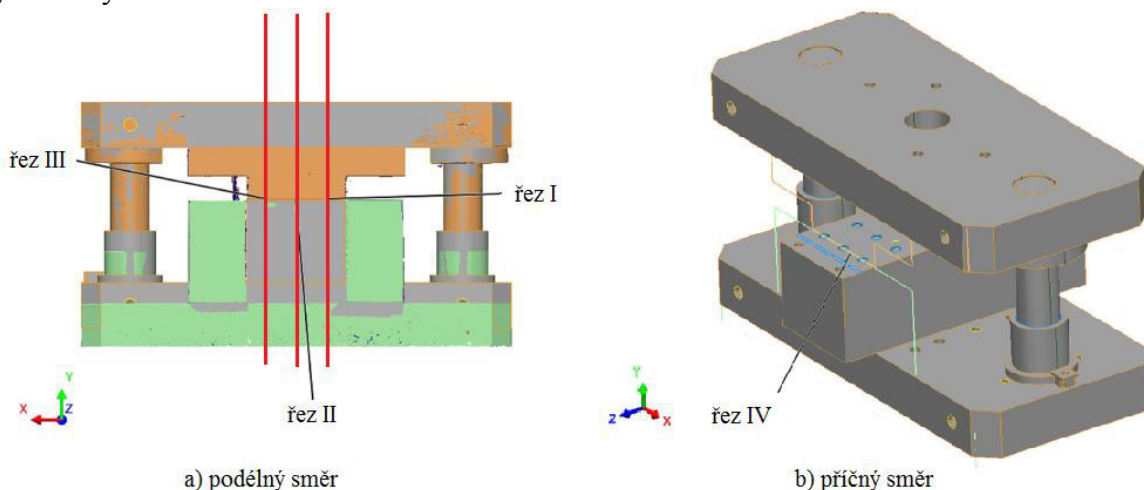 řez III
řez I
řez II
řez IV
Y
X
Z
Y
Z
X
a) podélný směr
b) příčný směr